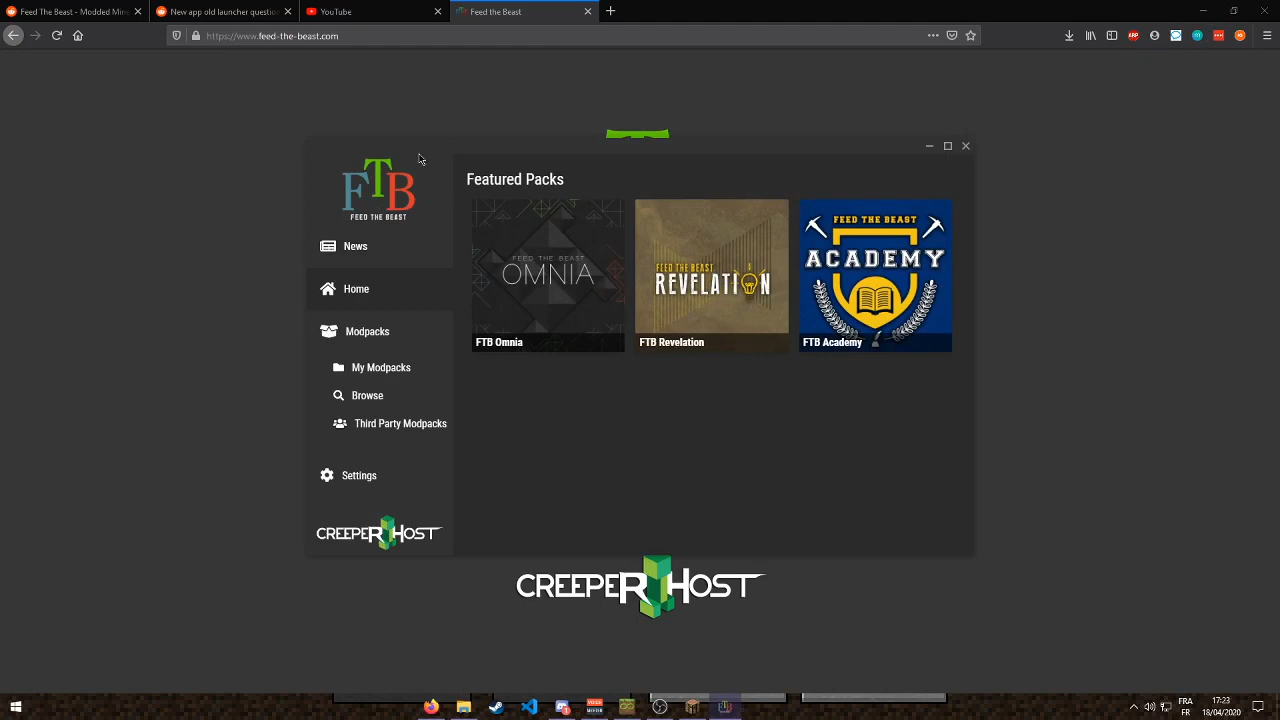 Feed The Beast - Modded Mine
New app old launcher questio
YouTube
Feed the Beast
https://www.feed-the-beast.com
ABP
FTB
FEED THE BEAST
News
Home
Modpacks
My Modpacks
Browse
Third Party Modpacks
Settings
CREEPERHOST
Featured Packs
FEED THE BEAST
OMNIA
FTB Omnia
FEED THE BEAST
REVELATION
FTB Revelation
FEED THE BEAST
ACADEMY
FTB Academy
CREEPERHOST
FRA
FR
17:23
18/04/2020